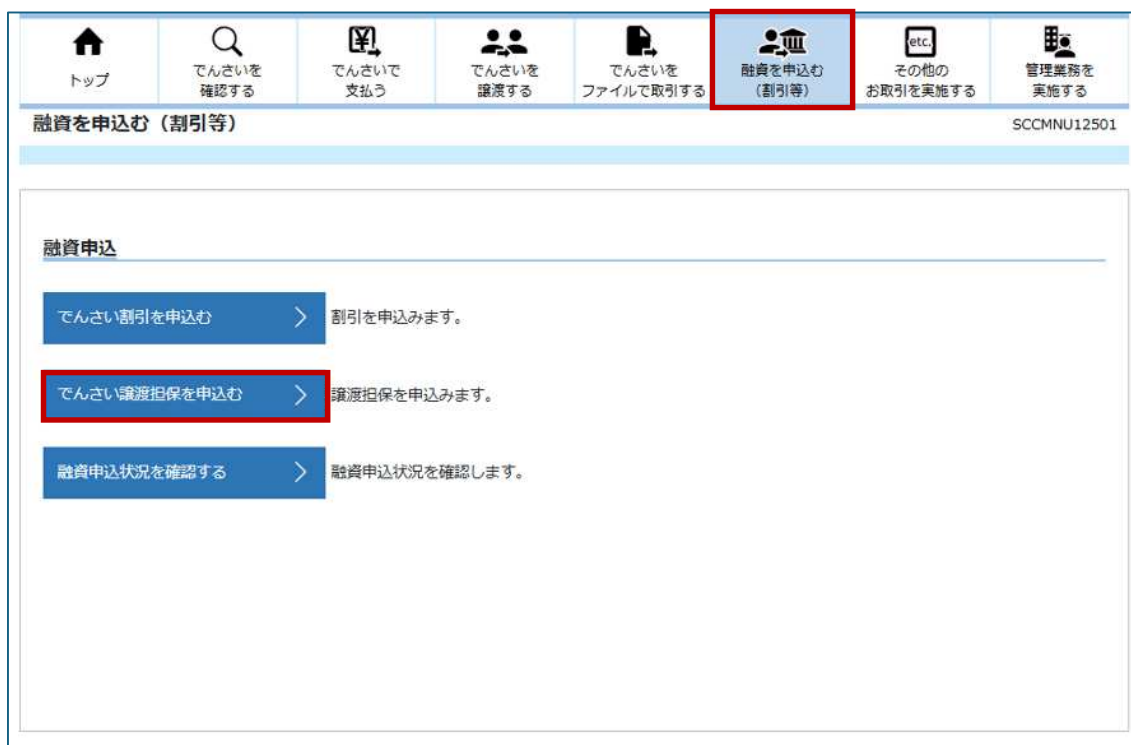 トップ
でんさいを
確認する
でんさいで
支払う
でんさいを
譲渡する
でんさいを
ファイルで取引する
融資を申込む
(割引等)
etc.
その他の
お取引を実施する
管理業務を
実施する
融資を申込む(割引等)
SCCMNU12501
融資申込
でんさい割引を申込む 割引を申込みます。
でんさい譲渡担保を申込む 譲渡担保を申込みます。
融資申込状況を確認する 融資申込状況を確認します。